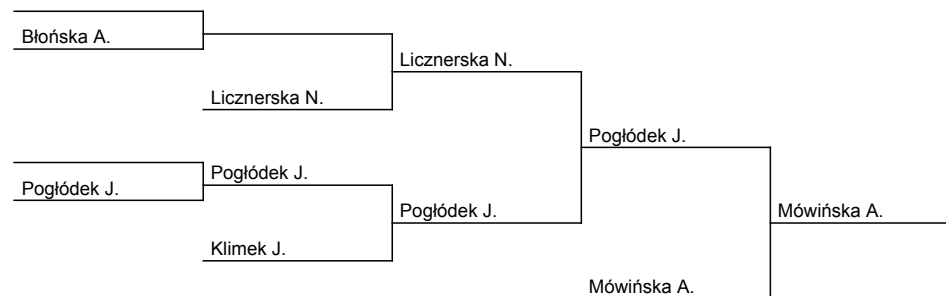 Błońska A.
Licznerska N.
Licznerska N.
Pogłódek J.
Pogłódek J.
Pogłódek J.
Pogłódek J.
Mówińska A.
Klimek J.
Mówińska A.